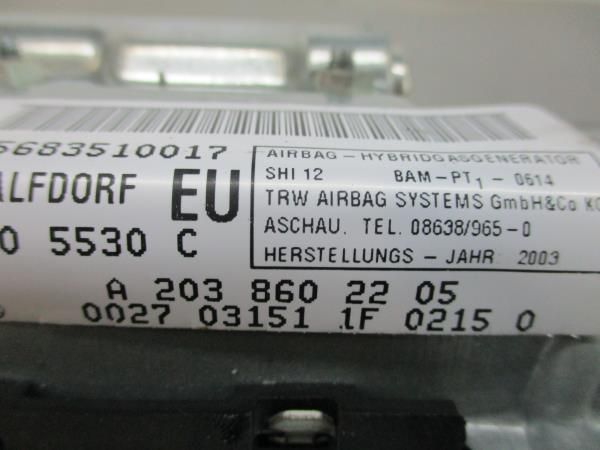 5683510017
ALFDORF EU
0 5530 C
AIRBAG - HYBRIDGASGENERATOR
SHI 12 BAM-PT1 - 0614
TRW AIRBAG SYSTEMS GmbH&Co KG
ASCHAU. TEL. 08638/965-0
HERSTELLUNGS - JAHR: 2003
A 203 860 22 05
0027 03151 1F 0215 0